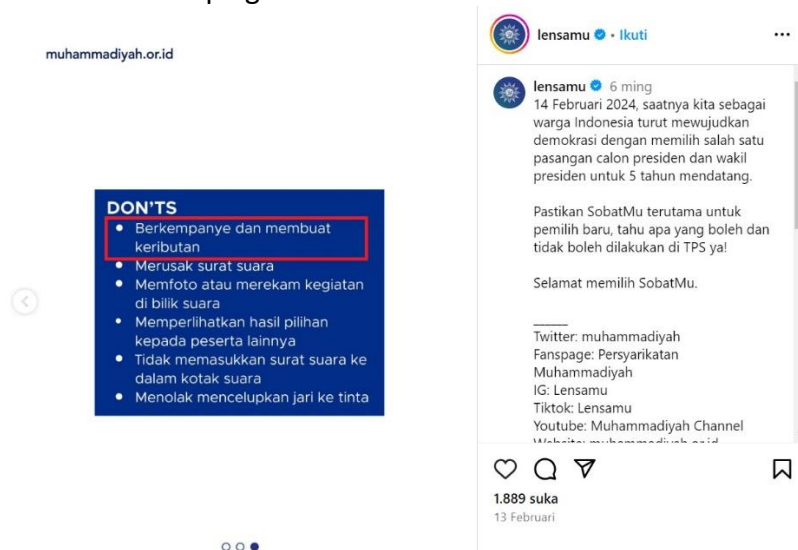 muhammadiyah.or.id
DON'TS
• Berkempanye dan membuat
keributan
• Merusak surat suara
• Memfoto atau merekam kegiatan
di bilik suara
• Memperlihatkan hasil pilihan
kepada peserta lainnya
• Tidak memasukkan surat suara ke
dalam kotak suara
• Menolak mencelupkan jari ke tinta
lensamu • Ikuti
lensamu 6 ming
14 Februari 2024, saatnya kita sebagai
warga Indonesia turut mewujudkan
demokrasi dengan memilih salah satu
pasangan calon presiden dan wakil
presiden untuk 5 tahun mendatang.
Pastikan SobatMu terutama untuk
pemilih baru, tahu apa yang boleh dan
tidak boleh dilakukan di TPS ya!
Selamat memilih SobatMu.
______
Twitter: muhammadiyah
Fanspage: Persyarikatan
Muhammadiyah
IG: Lensamu
Tiktok: Lensamu
Youtube: Muhammadiyah Channel
1.889 suka
13 Februari